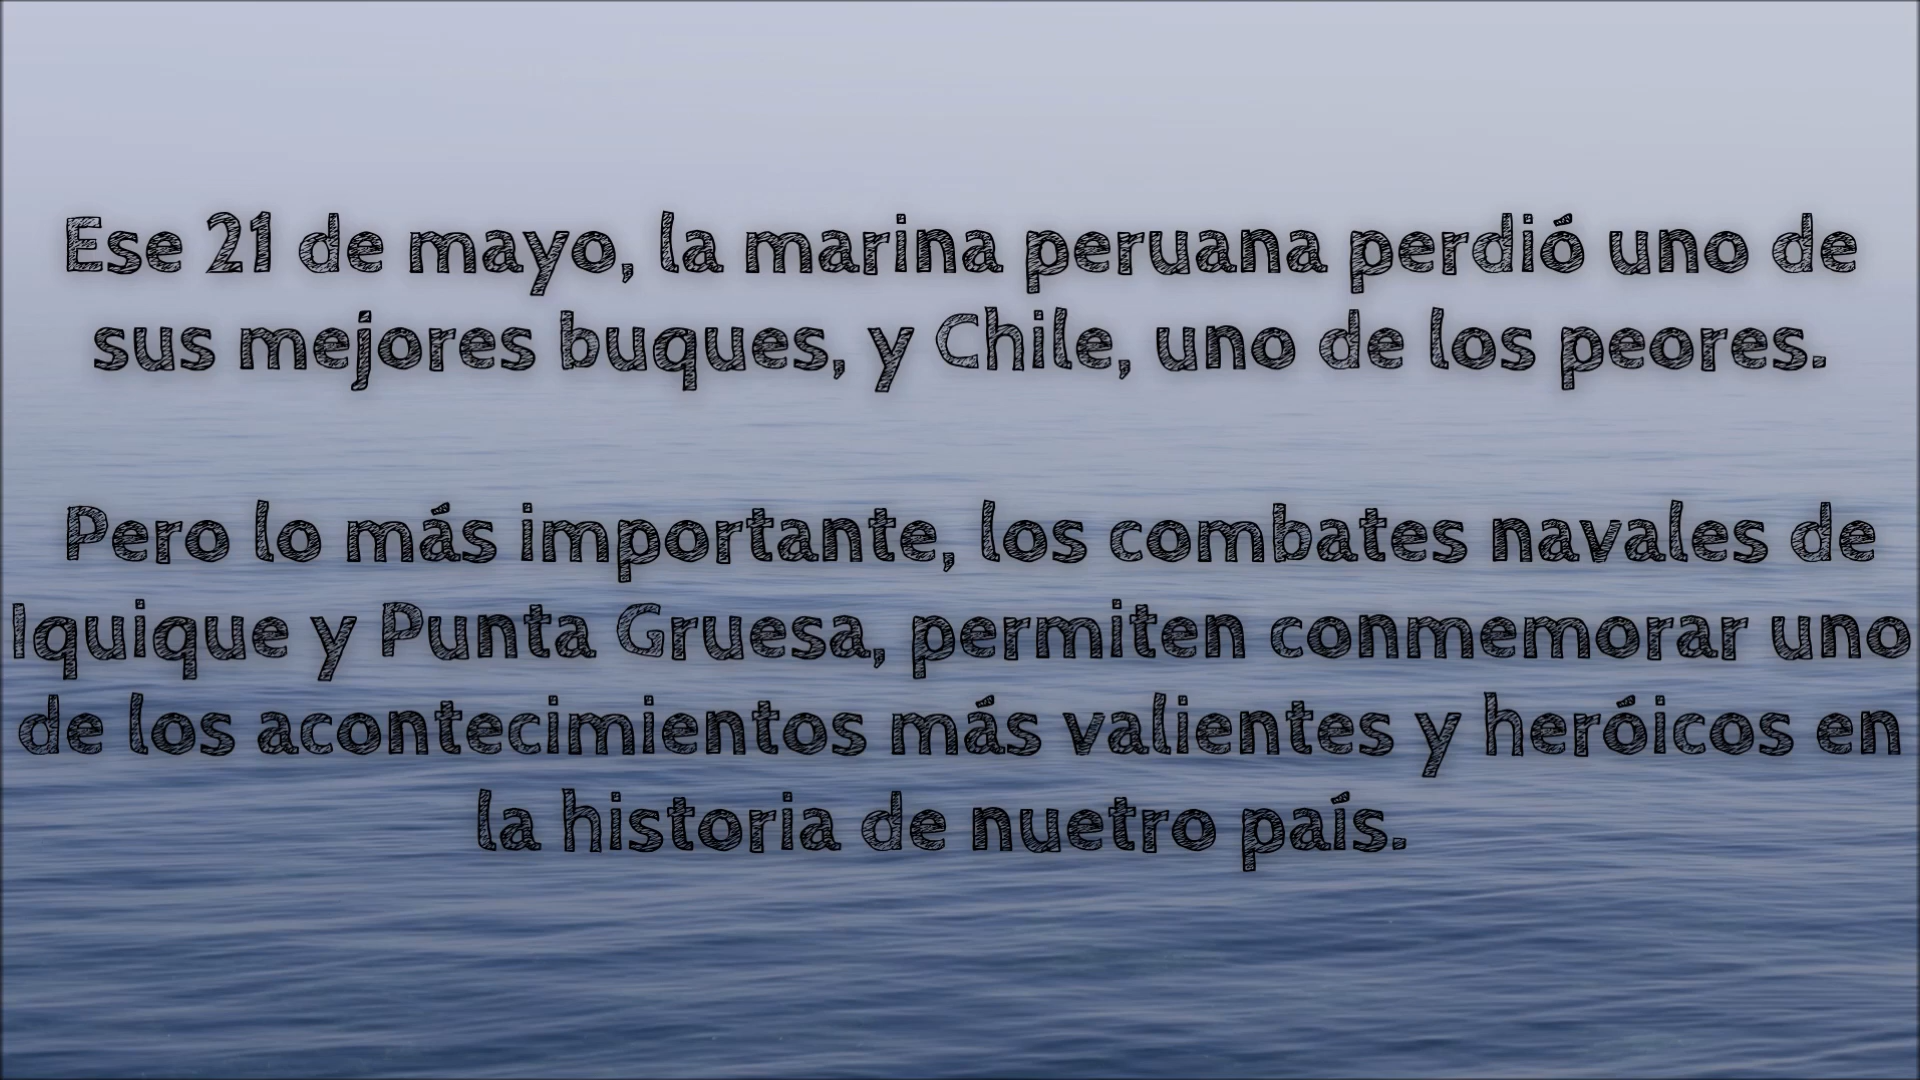 Ese 21 de mayo, la marina peruana perdió uno de
sus mejores buques, y Chile, uno de los peores.
Pero lo más importante, los combates navales de
Iquique y Punta Gruesa, permiten conmemorar uno
de los acontecimientos más valientes y heróicos en
la historia de nuetro país.